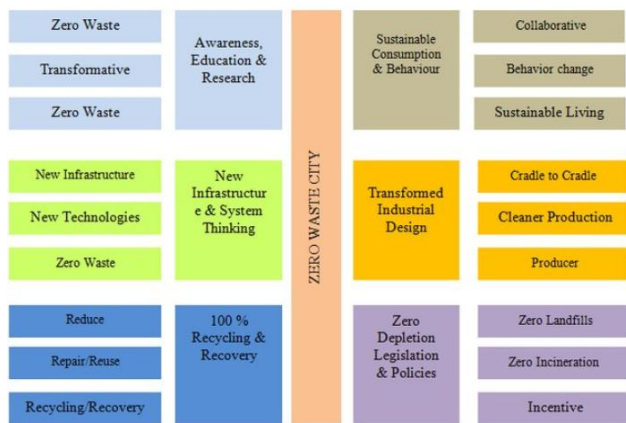 Zero Waste
Transformative
Zero Waste
Awareness,
Education &
Research
New Infrastructure
New Technologies
Zero Waste
New
Infrastructur
e & System
Thinking
Reduce
Repair/Reuse
Recycling/Recovery
100 %
Recycling &
Recovery
ZERO WASTE CITY
Sustainable
Consumption
& Behaviour
Collaborative
Behavior change
Sustainable Living
Transformed
Industrial
Design
Cradle to Cradle
Cleaner Production
Producer
Zero
Depletion
Legislation
& Policies
Zero Landfills
Zero Incineration
Incentive